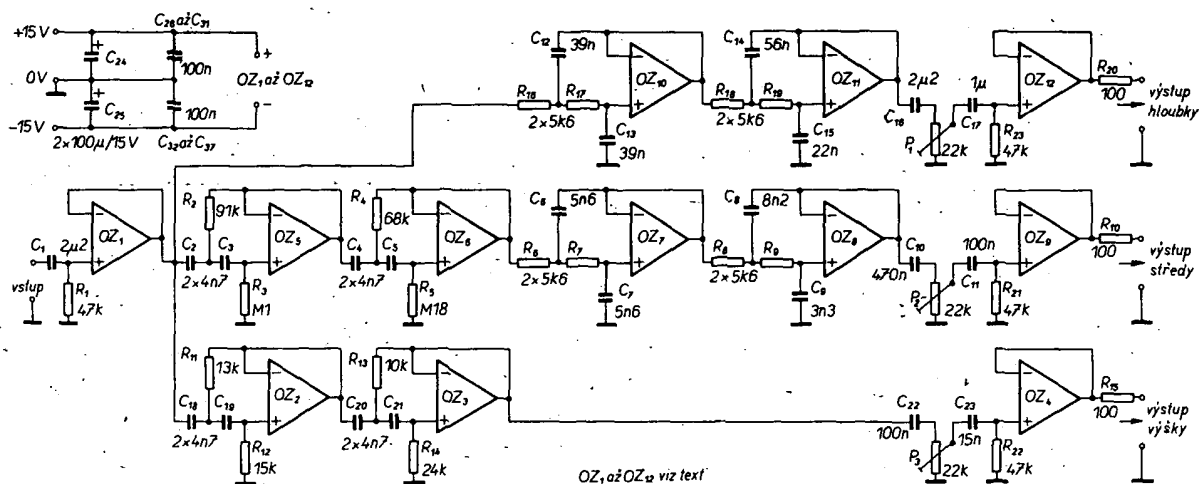 +15V
C26 až C31
+
C24
100n
+
OZ1 až OZ12
-
0V
+
C25
100n
-15V
2×100µ/15V
C32 až C37
C12
39n
OZ10
R16
R17
2×5k6
C13
39n
C14
56n
OZ11
R18
R19
2×5k6
C15
22n
2µ2
C16
P1
22k
1µ
C17
OZ12
R23
47k
R20
100
výstup
hloubky
C1
2µ2
vstup
R1
47k
OZ1
R2
91k
C2
C3
2×4n7
OZ5
R3
M1
R4
68k
C4
C5
2×4n7
OZ6
R5
M18
C6
5n6
R6
R7
2×5k6
OZ7
C7
5n6
C8
8n2
R8
R9
2×5k6
OZ8
C9
3n3
C10
470n
P2
22k
100n
C11
OZ9
R21
47k
R10
100
výstup
středy
R11
13k
C18
C19
2×4n7
OZ2
R12
15k
R13
10k
C20
C21
2×4n7
OZ3
R14
24k
C22
100n
P3
22k
C23
15n
OZ4
R22
47k
R15
100
výstup
výšky
OZ1 až OZ12 viz text